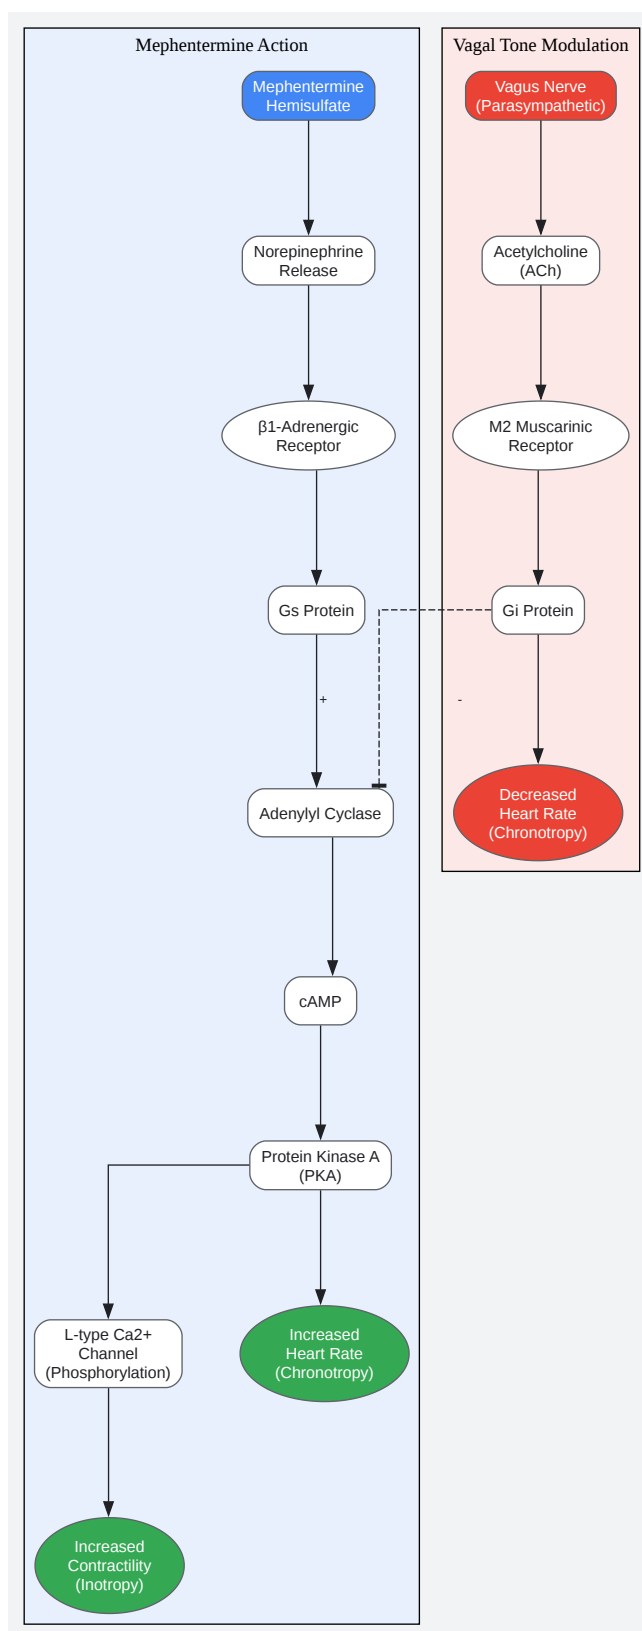 Mephentermine Action
Mephentermine
Hemisulfate
Norepinephrine
Release
β1-Adrenergic
Receptor
Gs Protein
+
Adenylyl Cyclase
cAMP
Protein Kinase A
(PKA)
L-type Ca2+
Channel
(Phosphorylation)
Increased
Heart Rate
(Chronotropy)
Increased
Contractility
(Inotropy)
Vagal Tone Modulation
Vagus Nerve
(Parasympathetic)
Acetylcholine
(ACh)
M2 Muscarinic
Receptor
Gi Protein
-
Decreased
Heart Rate
(Chronotropy)